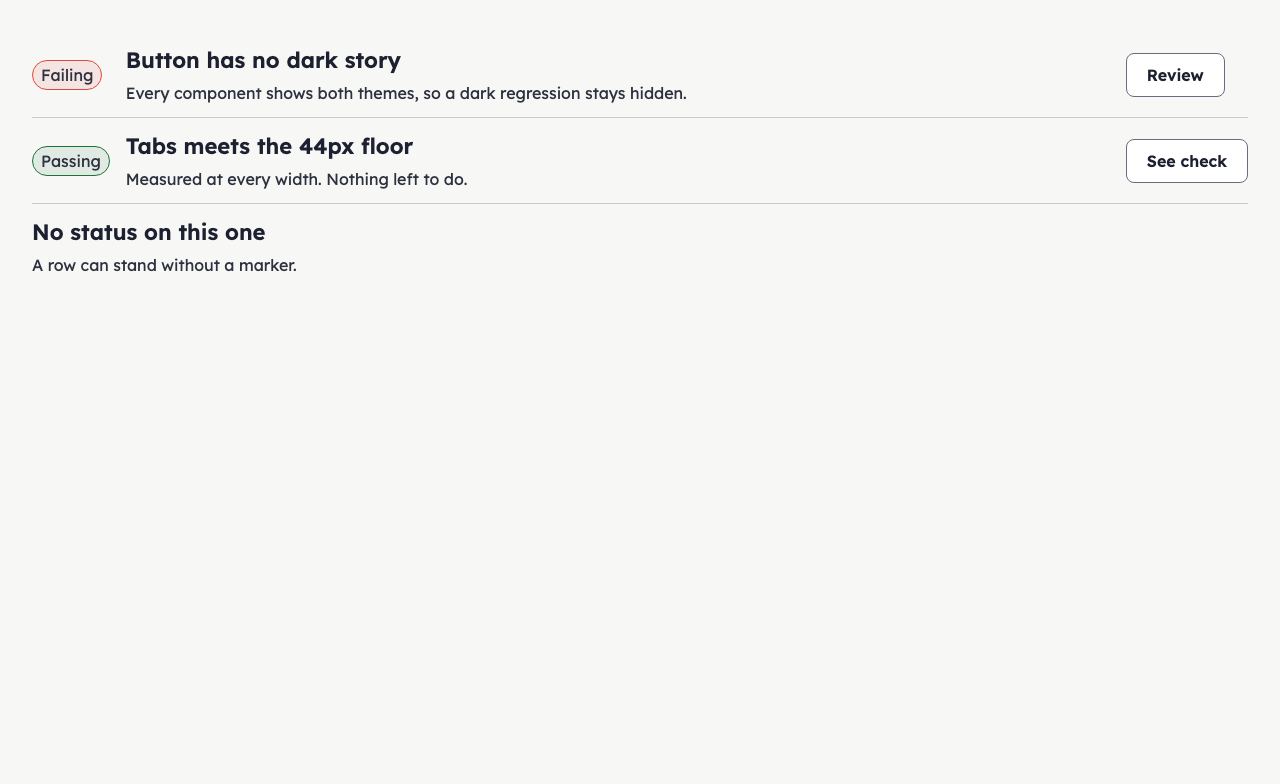 Failing
Button has no dark story
Every component shows both themes, so a dark regression stays hidden.
Review
Passing
Tabs meets the 44px floor
Measured at every width. Nothing left to do.
See check
No status on this one
A row can stand without a marker.